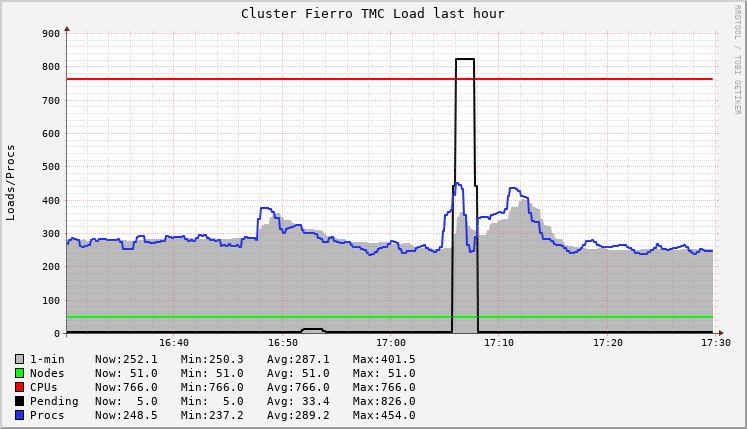 Cluster Fierro TMC Load last hour
RRDTOOL / TOBI OETIKER
Loads/Procs
900
800
700
600
500
400
300
200
100
0
16:40 16:50 17:00 17:10 17:20 17:30
1-min Now:252.1 Min:250.3 Avg:287.1 Max:401.5
Nodes Now: 51.0 Min: 51.0 Avg: 51.0 Max: 51.0
CPUs Now:766.0 Min:766.0 Avg:766.0 Max:766.0
Pending Now: 5.0 Min: 5.0 Avg: 33.4 Max:826.0
Procs Now:248.5 Min:237.2 Avg:289.2 Max:454.0